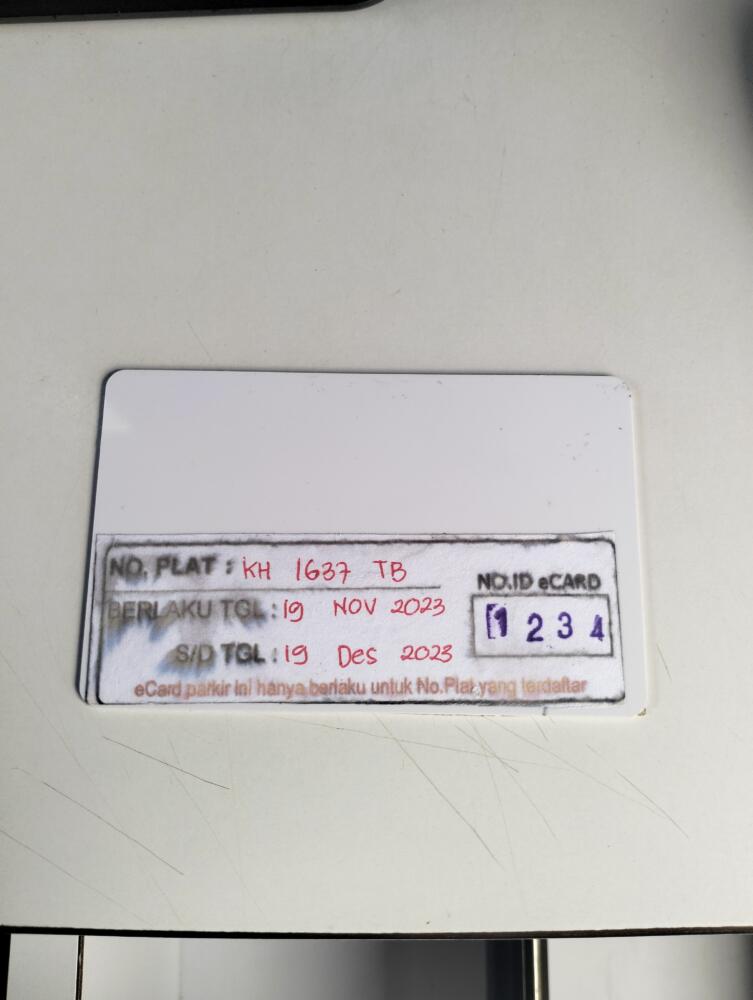 NO. PLAT : KH 1637 TB
NO.ID eCARD
BERLAKU TGL : 19 NOV 2023
1 2 3 4
S/D TGL : 19 Des 2023
eCard parkir ini hanya berlaku untuk No.Plat yang terdaftar